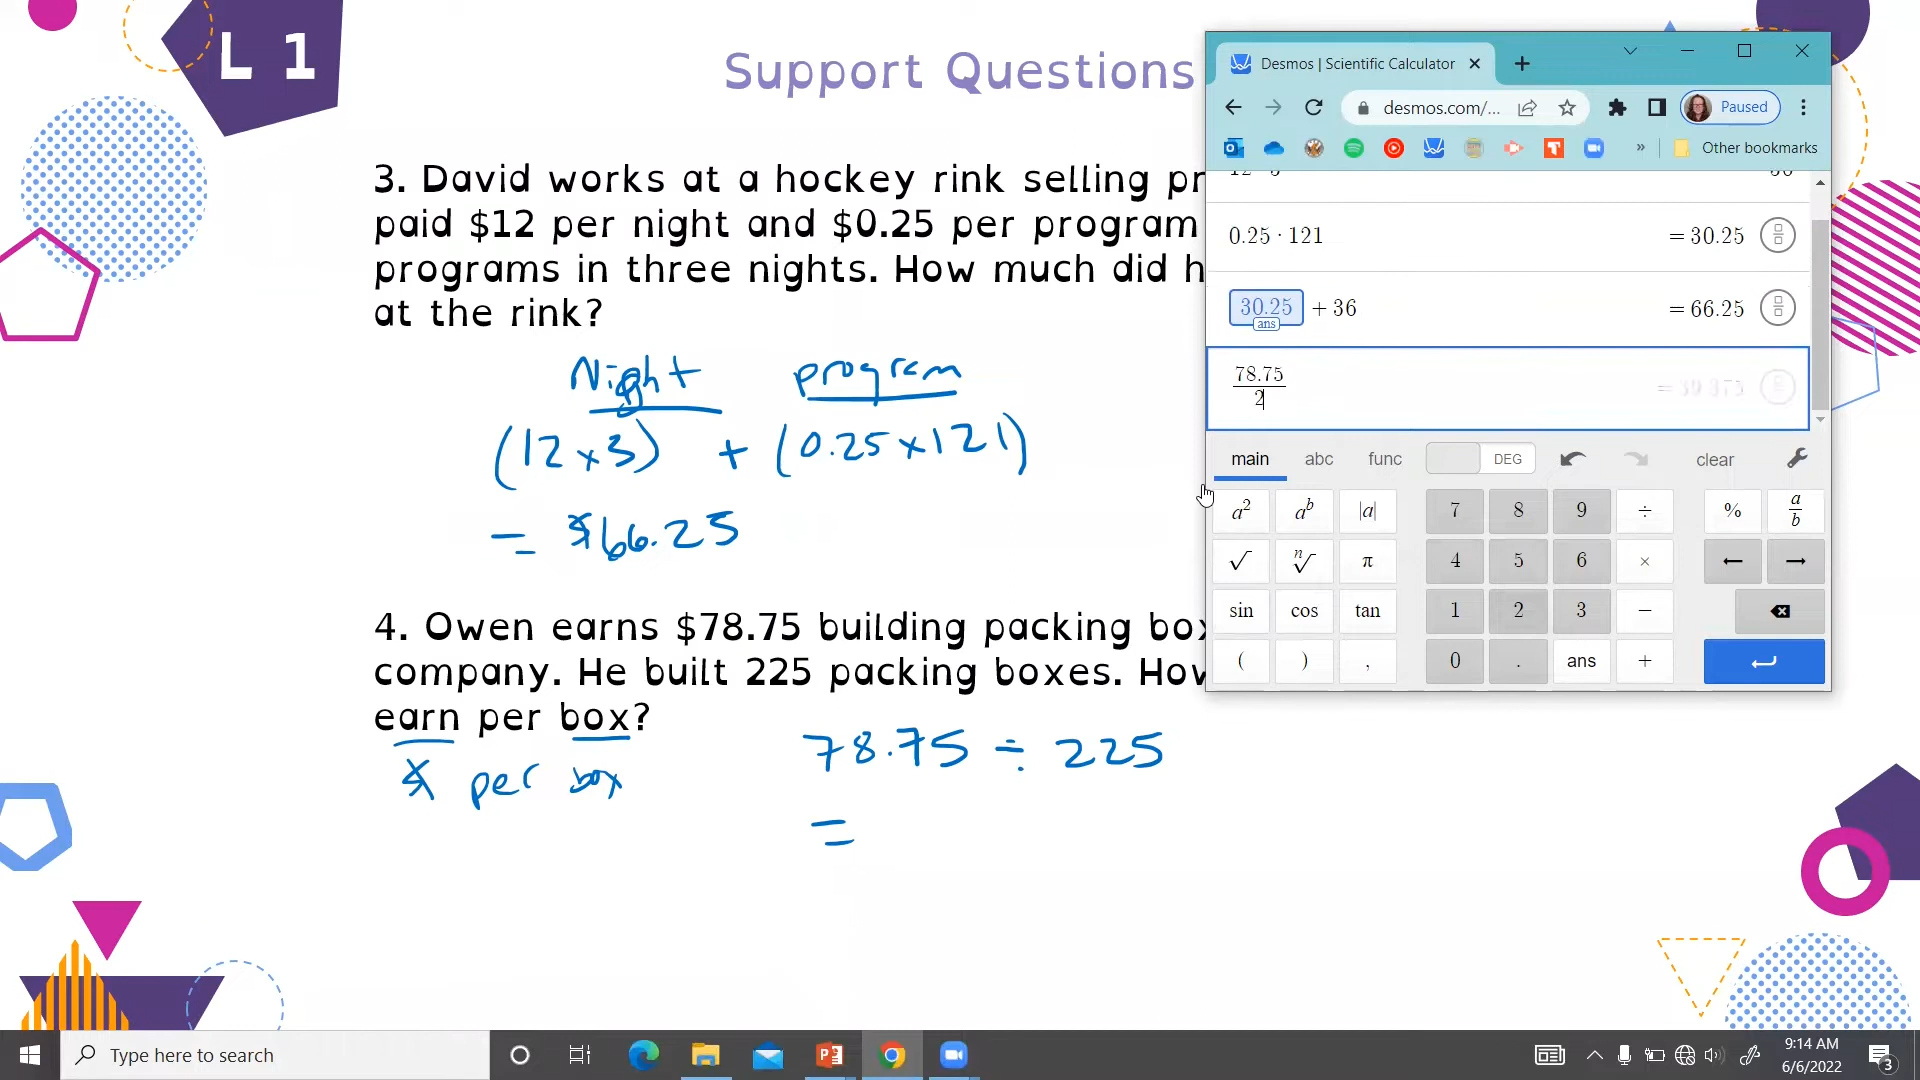 L 1
Support Questions
3. David works at a hockey rink selling pr
paid $12 per night and $0.25 per program
programs in three nights. How much did h
at the rink?
Night program
(12 x 3) + (0.25 x 121)
= $66.25
4. Owen earns $78.75 building packing box
company. He built 225 packing boxes. How
earn per box?
$ per box
78.75 ÷ 225
=
Desmos | Scientific Calculator
desmos.com/...
Paused
» Other bookmarks
0.25 · 121 = 30.25
30.25 + 36 = 66.25
ans
78.75
2
= 39.375
main abc func DEG clear
a² aᵇ |a| 7 8 9 ÷ % a/b
√ ⁿ√ π 4 5 6 × ← →
sin cos tan 1 2 3 −
( ) , 0 . ans +
Type here to search
9:14 AM
6/6/2022
3